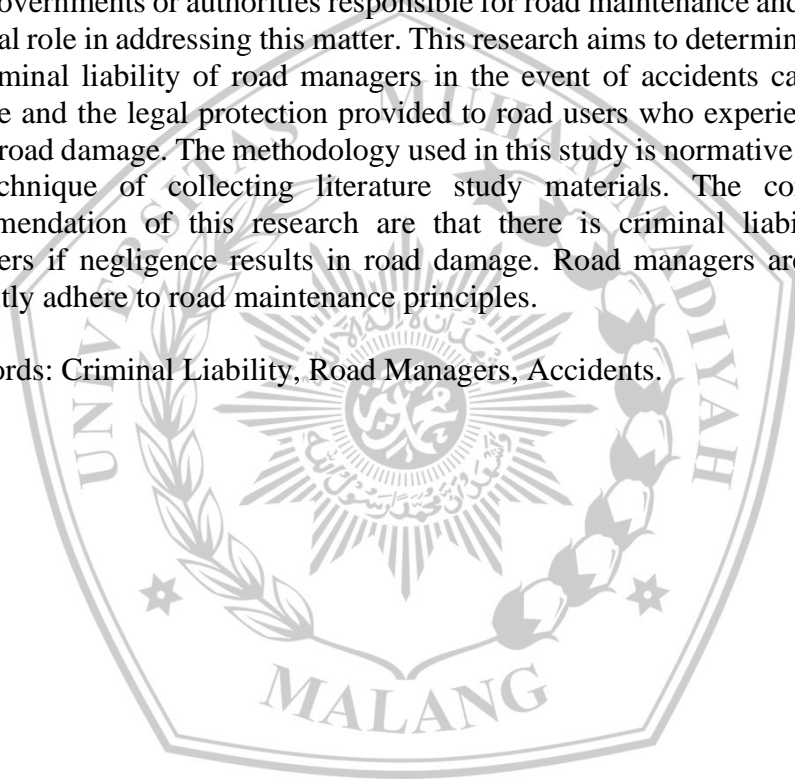 overnments or authorities responsible for road maintenance and
al role in addressing this matter. This research aims to determin
minal liability of road managers in the event of accidents ca
e and the legal protection provided to road users who experie
road damage. The methodology used in this study is normative
chnique of collecting literature study materials. The co
mendation of this research are that there is criminal liabi
ers if negligence results in road damage. Road managers are
tly adhere to road maintenance principles.
ords: Criminal Liability, Road Managers, Accidents.
UNIVERSITAS MUHAMMADIYAH
MALANG